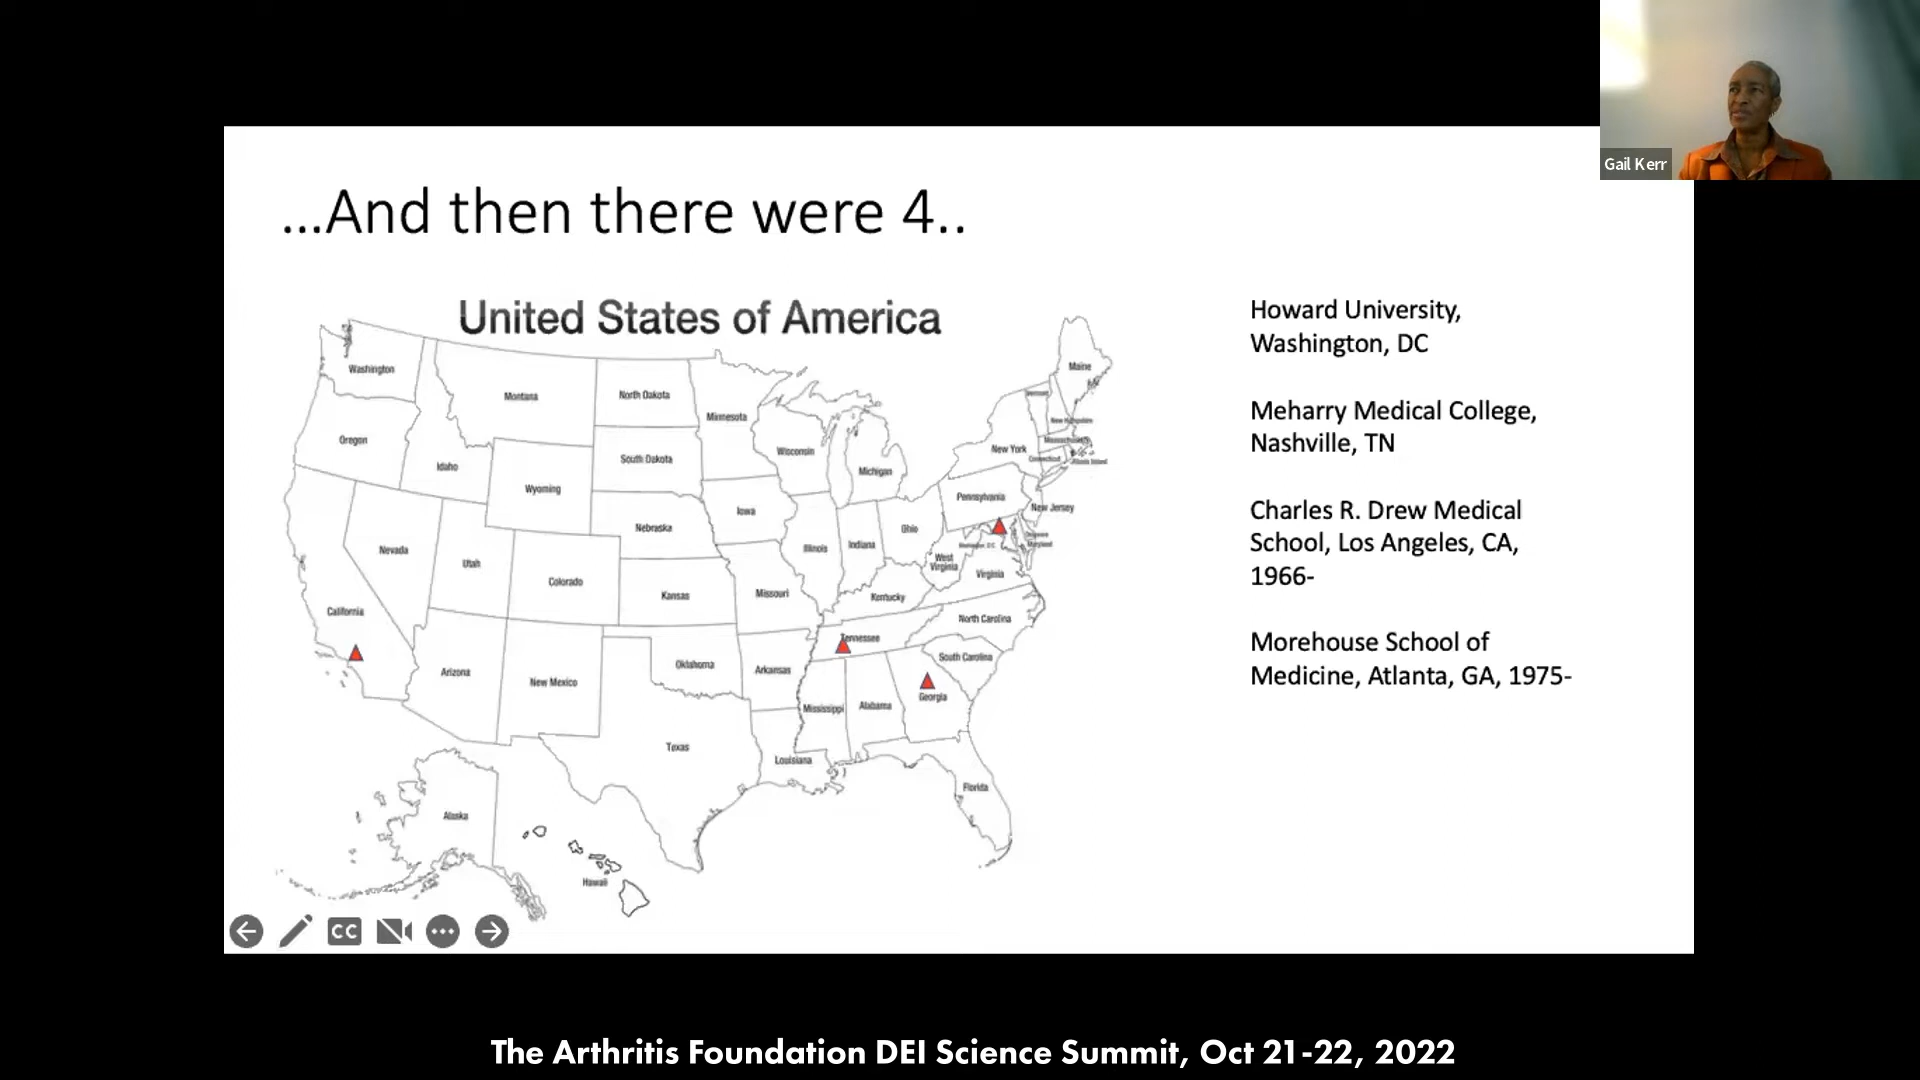 Gail Kerr
...And then there were 4..
United States of America
Washington
Montana
North Dakota
Minnesota
Maine
Vermont
New Hampshire
Oregon
Idaho
Wyoming
South Dakota
Wisconsin
Michigan
New York
Massachusetts
Connecticut
Rhode Island
Nevada
Utah
Colorado
Nebraska
Iowa
Illinois
Indiana
Ohio
Pennsylvania
New Jersey
Delaware
Maryland
Washington, D.C.
West
Virginia
Virginia
California
Arizona
New Mexico
Kansas
Missouri
Kentucky
Tennessee
North Carolina
South Carolina
Oklahoma
Arkansas
Mississippi
Alabama
Georgia
Texas
Louisiana
Florida
Alaska
Hawaii
Howard University,
Washington, DC
Meharry Medical College,
Nashville, TN
Charles R. Drew Medical
School, Los Angeles, CA,
1966-
Morehouse School of
Medicine, Atlanta, GA, 1975-
CC
The Arthritis Foundation DEI Science Summit, Oct 21-22, 2022